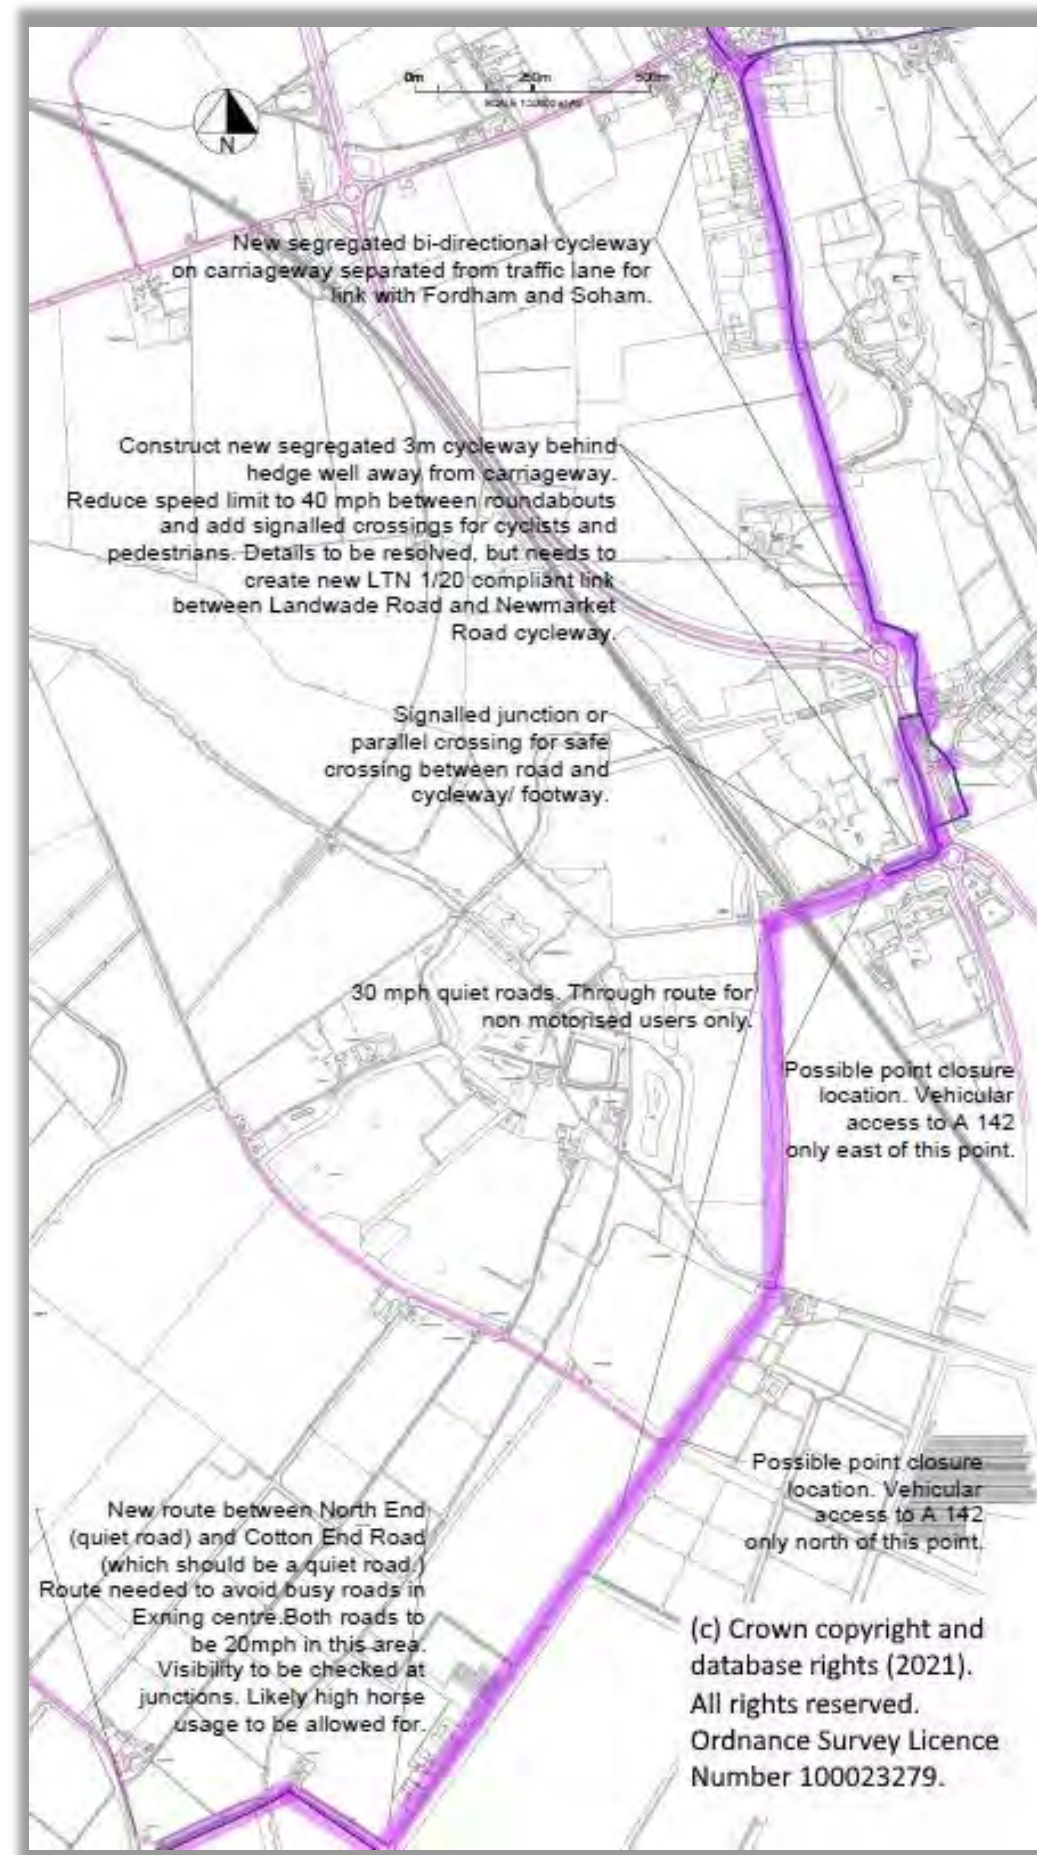 0m 250m 500m
N
New segregated bi-directional cycleway
on carriageway separated from traffic lane for
link with Fordham and Soham.
Construct new segregated 3m cycleway behind
hedge well away from carriageway.
Reduce speed limit to 40 mph between roundabouts
and add signalled crossings for cyclists and
pedestrians. Details to be resolved, but needs to
create new LTN 1/20 compliant link
between Landwade Road and Newmarket
Road cycleway.
Signalled junction or
parallel crossing for safe
crossing between road and
cycleway/ footway.
30 mph quiet roads. Through route for
non motorised users only.
Possible point closure
location. Vehicular
access to A 142
only east of this point.
Possible point closure
location. Vehicular
access to A 142
only north of this point.
New route between North End
(quiet road) and Cotton End Road
(which should be a quiet road.)
Route needed to avoid busy roads in
Exning centre.Both roads to
be 20mph in this area.
Visibility to be checked at
junctions. Likely high horse
usage to be allowed for.
(c) Crown copyright and
database rights (2021).
All rights reserved.
Ordnance Survey Licence
Number 100023279.